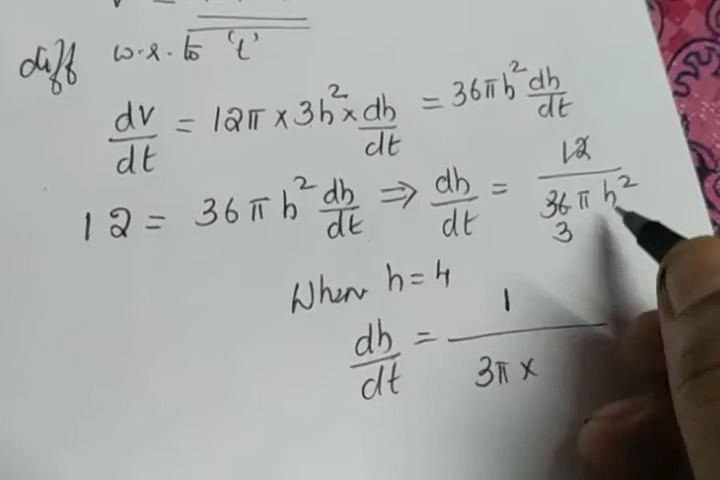 diff w.r.to 't'
dv/dt = 12π × 3h² × dh/dt = 36πh² dh/dt
12 = 36πh² dh/dt ⇒ dh/dt = 12/36πh²
3
When h = 4
dh/dt = 1/3π×